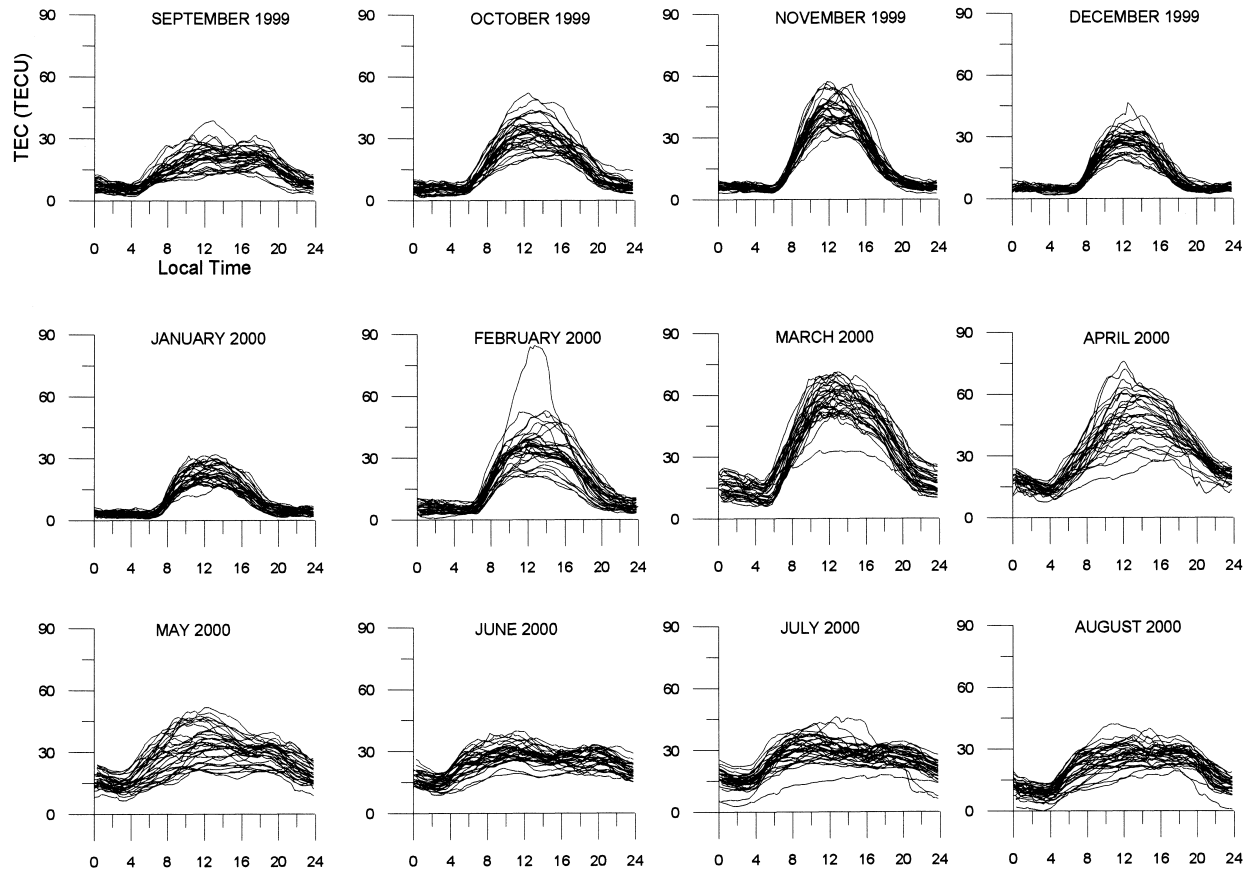 SEPTEMBER 1999
OCTOBER 1999
NOVEMBER 1999
DECEMBER 1999
TEC (TECU)
90
60
30
0
90
60
30
0
90
60
30
0
90
60
30
0
0 4 8 12 16 20 24
0 4 8 12 16 20 24
0 4 8 12 16 20 24
0 4 8 12 16 20 24
Local Time
JANUARY 2000
FEBRUARY 2000
MARCH 2000
APRIL 2000
90
60
30
0
90
60
30
0
90
60
30
0
90
60
30
0
0 4 8 12 16 20 24
0 4 8 12 16 20 24
0 4 8 12 16 20 24
0 4 8 12 16 20 24
MAY 2000
JUNE 2000
JULY 2000
AUGUST 2000
90
60
30
0
90
60
30
0
90
60
30
0
90
60
30
0
0 4 8 12 16 20 24
0 4 8 12 16 20 24
0 4 8 12 16 20 24
0 4 8 12 16 20 24